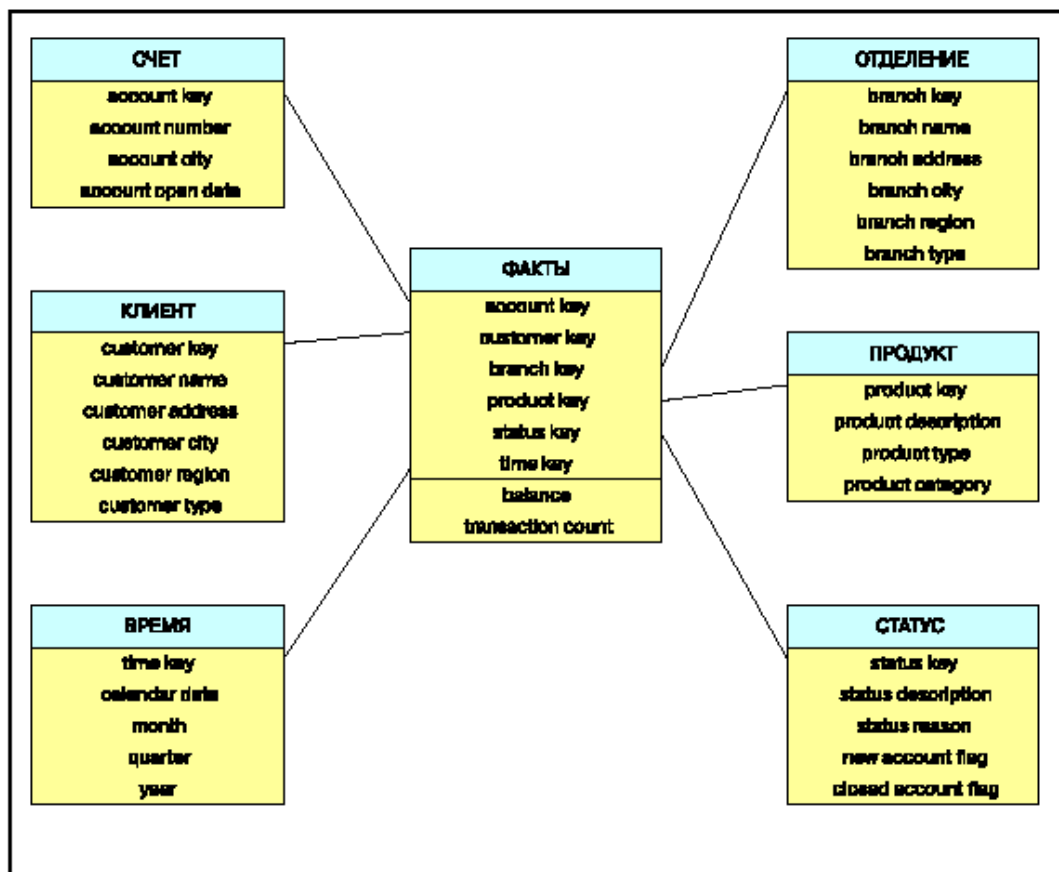 СЧЕТ
account key
account number
account city
account open date
КЛИЕНТ
customer key
customer name
customer address
customer city
customer region
customer type
ВРЕМЯ
time key
calendar date
month
quarter
year
ФАКТЫ
account key
customer key
branch key
product key
status key
time key
balance
transaction count
ОТДЕЛЕНИЕ
branch key
branch name
branch address
branch city
branch region
branch type
ПРОДУКТ
product key
product description
product type
product category
СТАТУС
status key
status description
status reason
new account flag
closed account flag